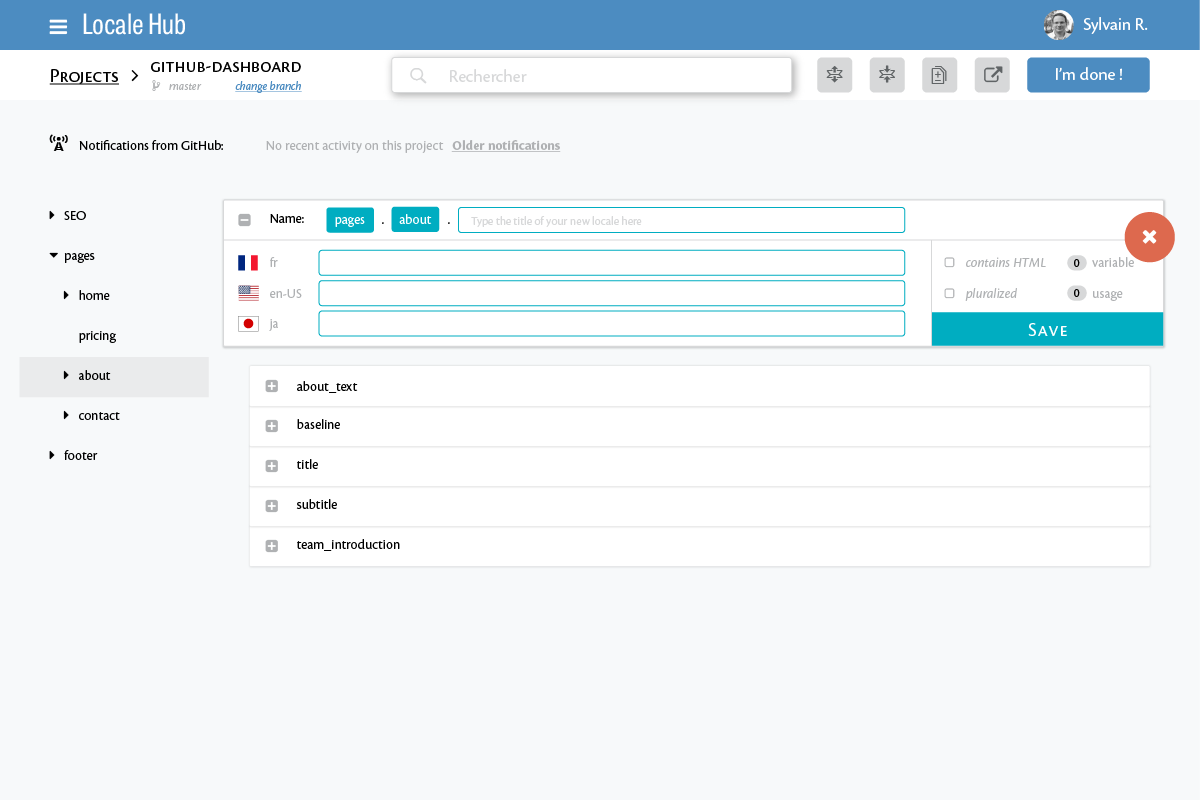 Locale Hub
Sylvain R.
Projects
GITHUB-DASHBOARD
master change branch
Rechercher
I'm done !
Notifications from GitHub: No recent activity on this project Older notifications
SEO
pages
home
pricing
about
contact
footer
Name: pages . about . Type the title of your new locale here
fr
en-US
ja
contains HTML 0 variable
pluralized 0 usage
Save
about_text
baseline
title
subtitle
team_introduction